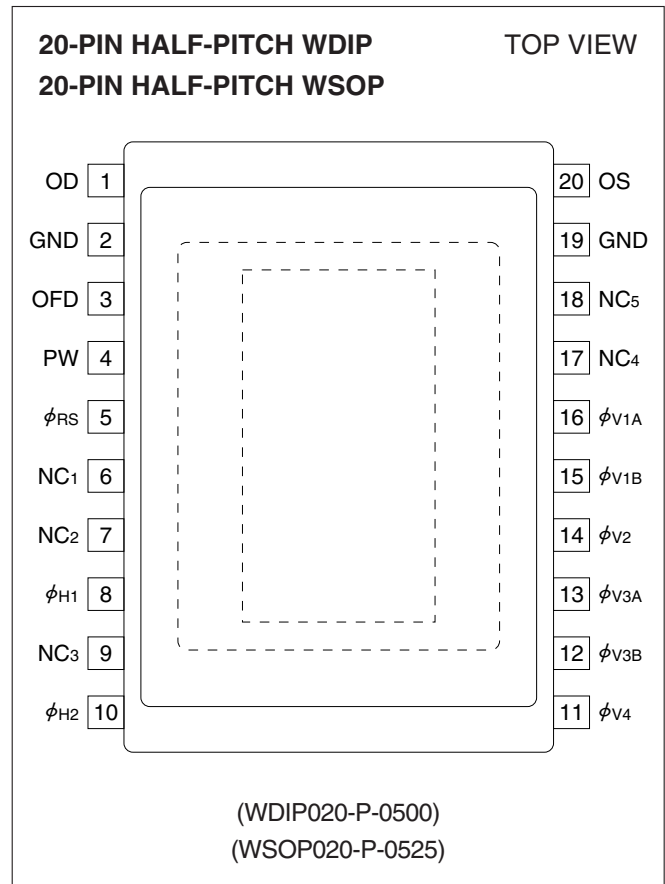 20-PIN HALF-PITCH WDIP TOP VIEW
20-PIN HALF-PITCH WSOP
OD 1 20 OS
GND 2 19 GND
OFD 3 18 NC5
PW 4 17 NC4
ϕRS 5 16 ϕV1A
NC1 6 15 ϕV1B
NC2 7 14 ϕV2
ϕH1 8 13 ϕV3A
NC3 9 12 ϕV3B
ϕH2 10 11 ϕV4
(WDIP020-P-0500)
(WSOP020-P-0525)